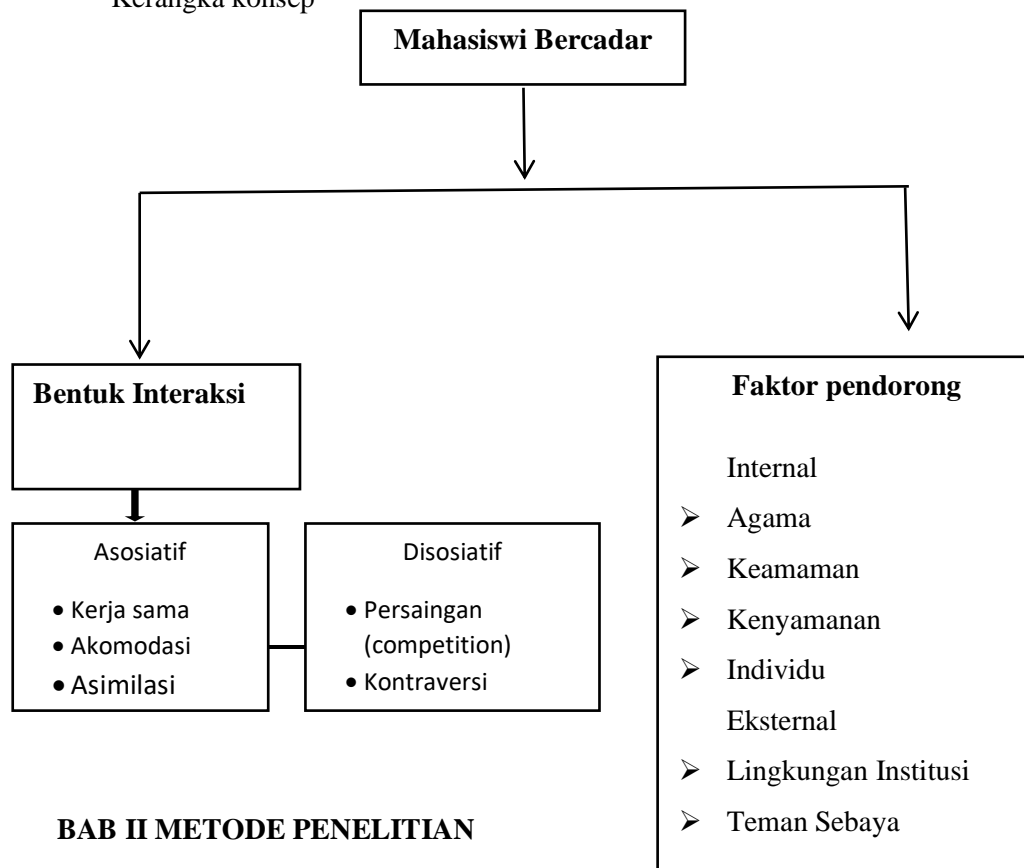 Kerangka konsep
Mahasiswi Bercadar
Bentuk Interaksi
Asosiatif
• Kerja sama
• Akomodasi
• Asimilasi
Disosiatif
• Persaingan
(competition)
• Kontraversi
Faktor pendorong
Internal
➢ Agama
➢ Keamaman
➢ Kenyamanan
➢ Individu
Eksternal
➢ Lingkungan Institusi
➢ Teman Sebaya
BAB II METODE PENELITIAN